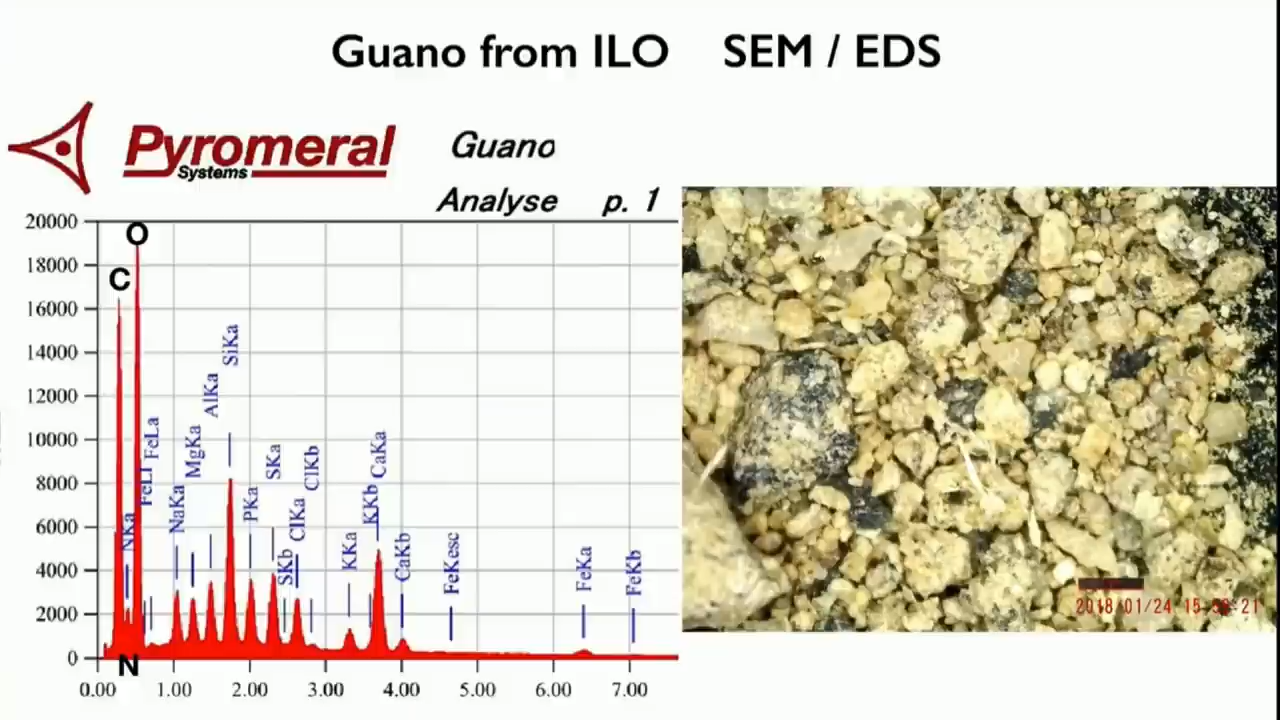 Guano from ILO SEM / EDS
Pyromeral
Systems
Guano
Analyse p. 1
20000
18000
16000
14000
12000
10000
8000
6000
4000
2000
0
C
O
N
NKa
FeLl
FeLa
NaKa
MgKa
AlKa
SiKa
PKa
SKa
SKb
ClKa
ClKb
KKa
KKb
CaKa
CaKb
FeKesc
FeKa
FeKb
0.00 1.00 2.00 3.00 4.00 5.00 6.00 7.00